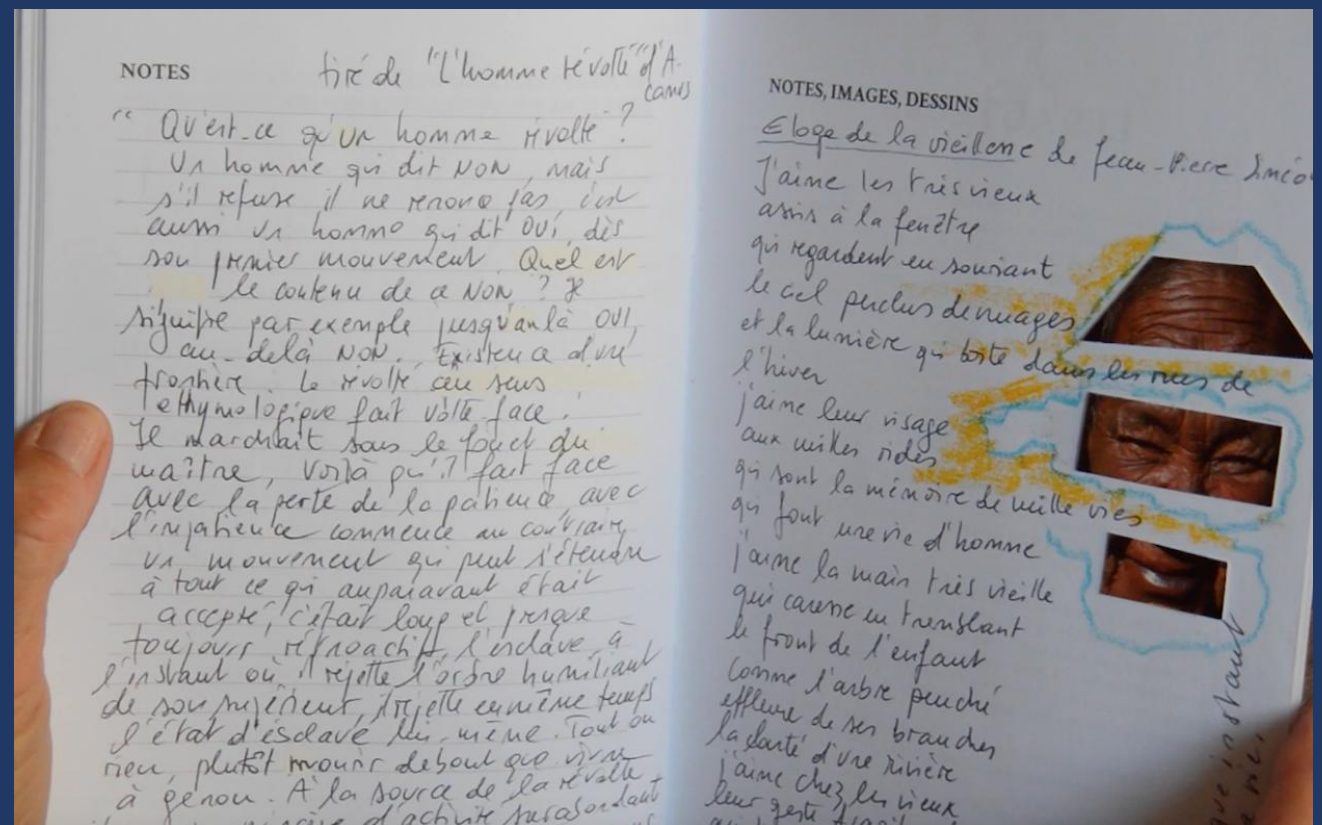 NOTES
tiré de "L'homme révolté" d'A.
Camus
"Qu'est-ce qu'un homme révolté ?
Un homme qui dit NON, mais
s'il refuse il ne renonce pas, c'est
aussi un homme qui dit OUI, dès
son premier mouvement. Quel est
le contenu de ce NON ? Il
signifie par exemple jusqu'au là OUI,
au-delà NON. Existence d'une
frontière. Le révolté au sens
ethymologique fait volte face.
Il marchait sous le fouet du
maître, voilà qu'il fait face
avec la perte de la patience, avec
l'impatience commence au contraire
un mouvement qui peut s'étendre
à tout ce qui auparavant était
accepté, c'était loup et presque
toujours rétroactif, l'esclave, à
l'instant où il rejette l'ordre humiliant
de son supérieur, il rejette en même temps
l'état d'esclave lui-même. Tout ou
rien, plutôt mourir debout que vivre
à genou. À la source de la révolte
d'activité surabondant
NOTES, IMAGES, DESSINS
Eloge de la vieillesse de Jean-Pierre Siméo
J'aime les très vieux
assis à la fenêtre
qui regardent en souriant
le ciel perclus de nuages
et la lumière qui boite dans les rues de
l'hiver
j'aime leur visage
aux milles rides
qui sont la mémoire de mille vies
qui font une vie d'homme
j'aime la main très vieille
qui caresse en tremblant
le front de l'enfant
comme l'arbre penché
effleure de ses branches
la clarté d'une rivière
j'aime chez les vieux
leur geste
que instant